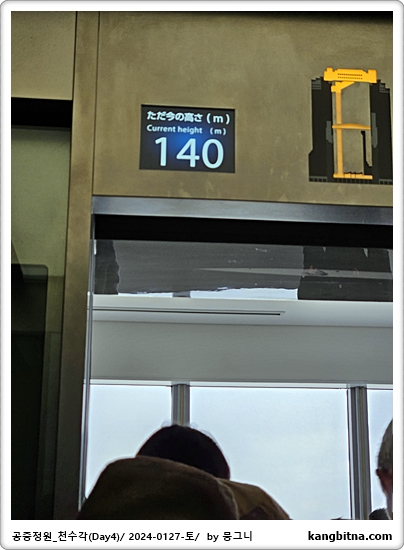 ただ今の高さ（m）
Current height （m）
140
공중정원_천수각(Day4)/ 2024-0127-토/ by 뭉그니
kangbitna.com